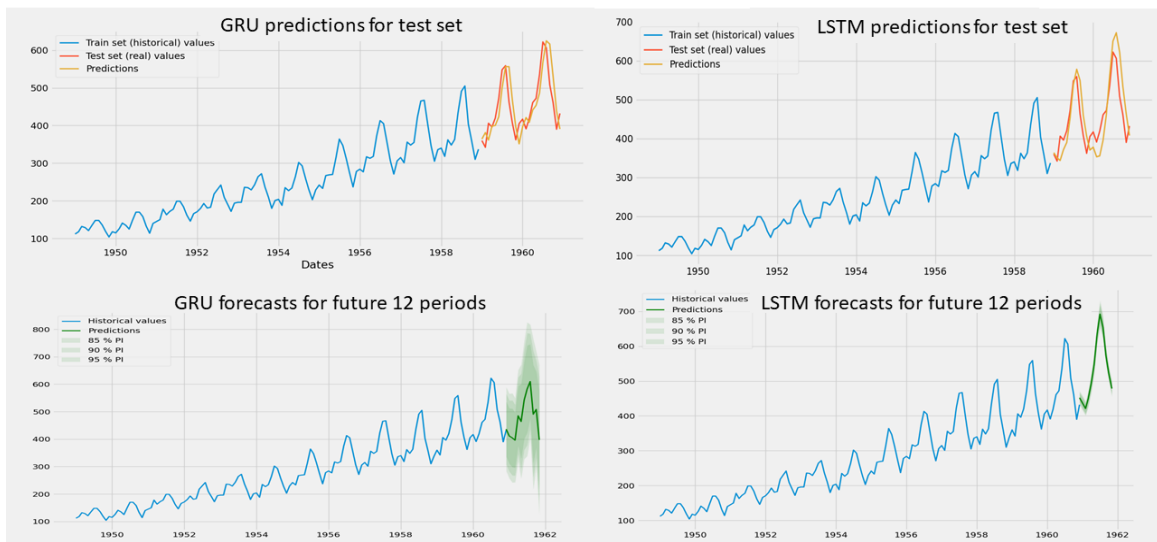 GRU predictions for test set
Train set (historical) values
Test set (real) values
Predictions
600
500
400
300
200
100
1950
1952
1954
1956
1958
1960
Dates
LSTM predictions for test set
Train set (historical) values
Test set (real) values
Predictions
700
600
500
400
300
200
100
1950
1952
1954
1956
1958
1960
GRU forecasts for future 12 periods
Historical values
Predictions
85 % PI
90 % PI
95 % PI
800
700
600
500
400
300
200
100
1950
1952
1954
1956
1958
1960
1962
LSTM forecasts for future 12 periods
Historical values
Predictions
85 % PI
90 % PI
95 % PI
700
600
500
400
300
200
100
1950
1952
1954
1956
1958
1960
1962